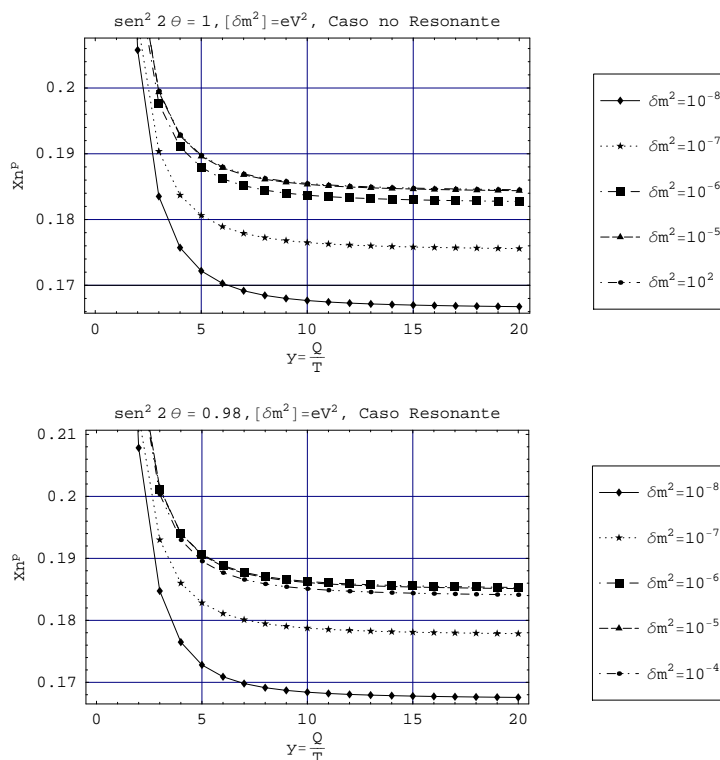 sen² 2 θ = 1, [δm²]=eV², Caso no Resonante
0.2
0.19
0.18
0.17
Xnᵖ
0 5 10 15 20
y= Q/T
δm²=10⁻⁸
δm²=10⁻⁷
δm²=10⁻⁶
δm²=10⁻⁵
δm²=10²
sen² 2 θ = 0.98, [δm²]=eV², Caso Resonante
0.21
0.2
0.19
0.18
0.17
Xnᵖ
0 5 10 15 20
y= Q/T
δm²=10⁻⁸
δm²=10⁻⁷
δm²=10⁻⁶
δm²=10⁻⁵
δm²=10⁻⁴